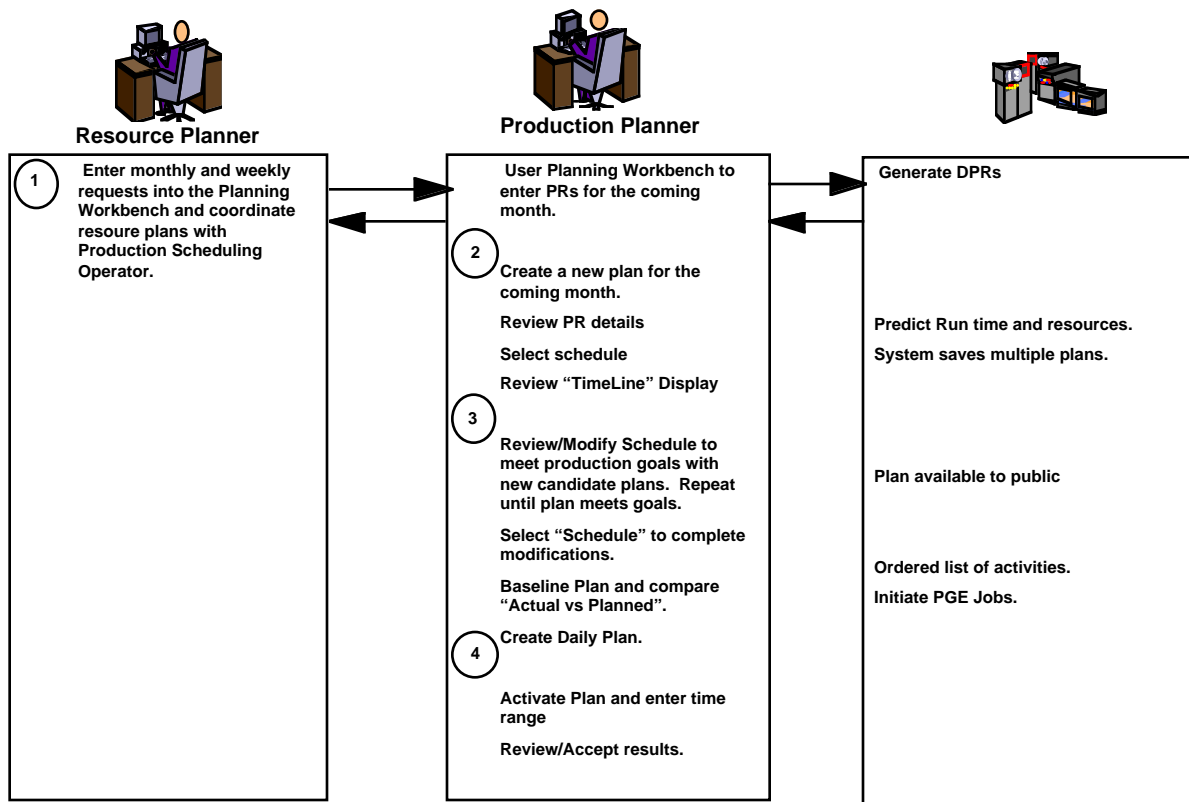 Resource Planner
1
Enter monthly and weekly
requests into the Planning
Workbench and coordinate
resoure plans with
Production Scheduling
Operator.
Production Planner
User Planning Workbench to
enter PRs for the coming
month.
2
Create a new plan for the
coming month.
Review PR details
Select schedule
Review “TimeLine” Display
3
Review/Modify Schedule to
meet production goals with
new candidate plans. Repeat
until plan meets goals.
Select “Schedule” to complete
modifications.
Baseline Plan and compare
“Actual vs Planned”.
Create Daily Plan.
4
Activate Plan and enter time
range
Review/Accept results.
Generate DPRs
Predict Run time and resources.
System saves multiple plans.
Plan available to public
Ordered list of activities.
Initiate PGE Jobs.